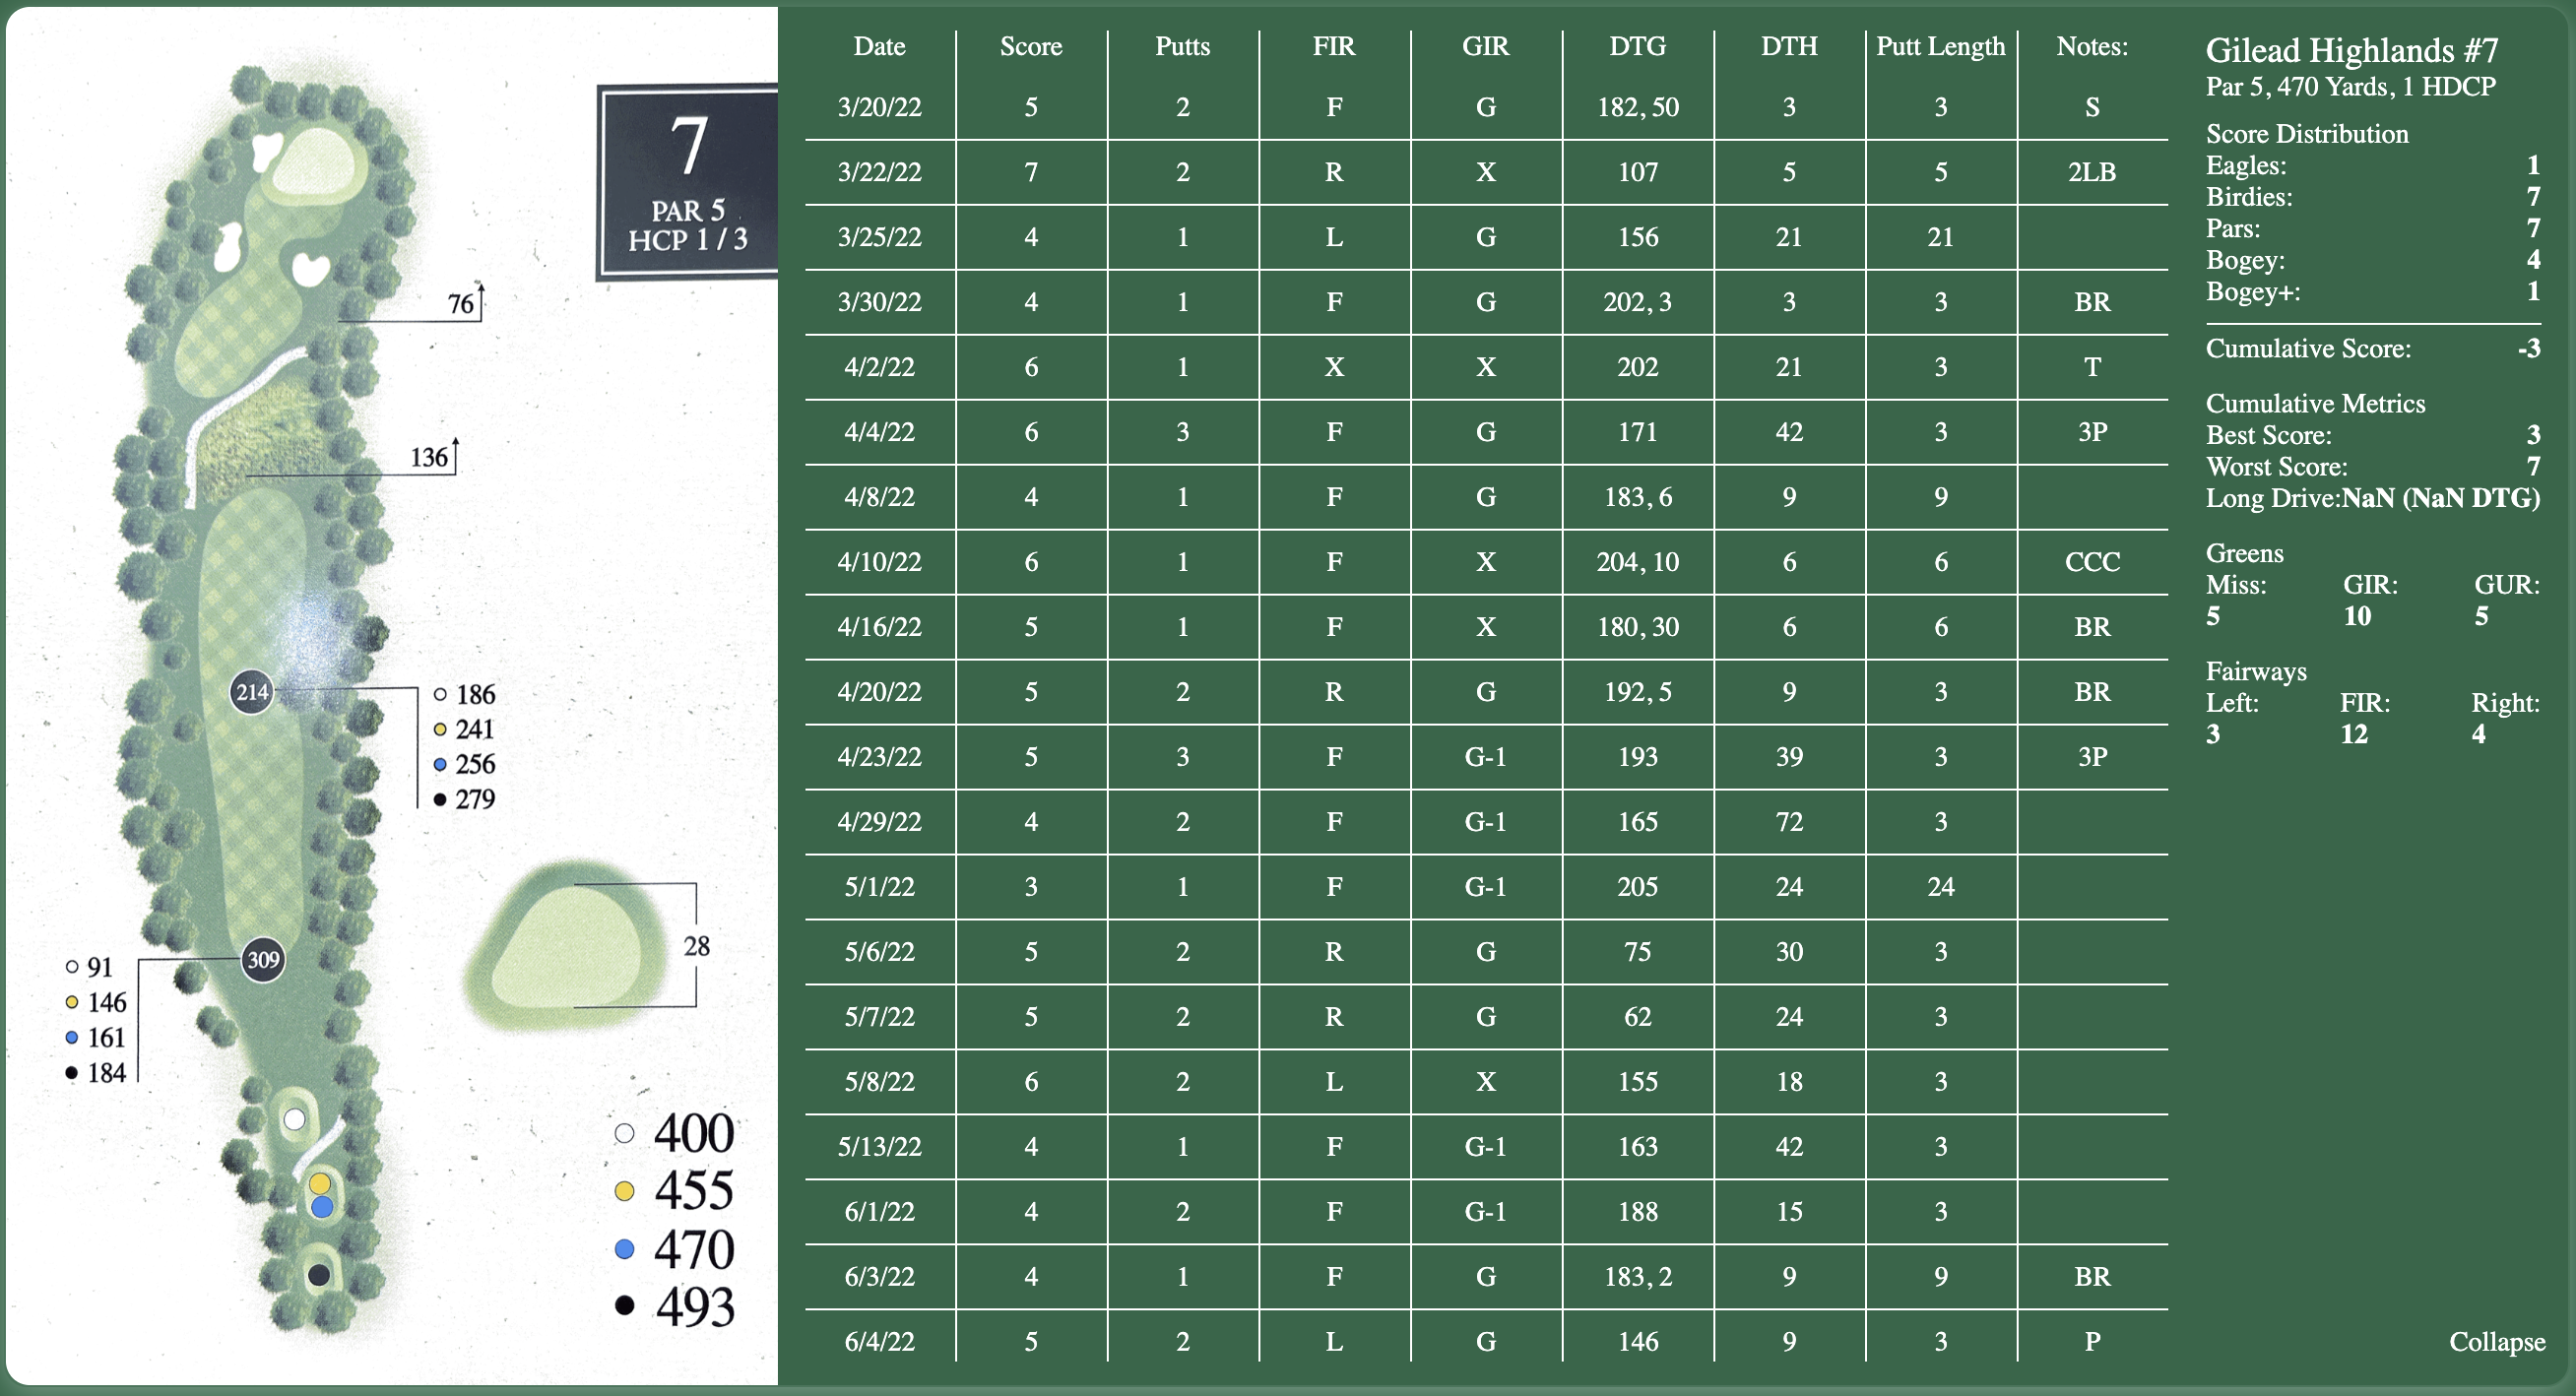 7
PAR 5
HCP 1 / 3
76
136
214
186
241
256
279
309
91
146
161
184
28
400
455
470
493
Date Score Putts FIR GIR DTG DTH Putt Length Notes:
3/20/22 5 2 F G 182, 50 3 3 S
3/22/22 7 2 R X 107 5 5 2LB
3/25/22 4 1 L G 156 21 21
3/30/22 4 1 F G 202, 3 3 3 BR
4/2/22 6 1 X X 202 21 3 T
4/4/22 6 3 F G 171 42 3 3P
4/8/22 4 1 F G 183, 6 9 9
4/10/22 6 1 F X 204, 10 6 6 CCC
4/16/22 5 1 F X 180, 30 6 6 BR
4/20/22 5 2 R G 192, 5 9 3 BR
4/23/22 5 3 F G-1 193 39 3 3P
4/29/22 4 2 F G-1 165 72 3
5/1/22 3 1 F G-1 205 24 24
5/6/22 5 2 R G 75 30 3
5/7/22 5 2 R G 62 24 3
5/8/22 6 2 L X 155 18 3
5/13/22 4 1 F G-1 163 42 3
6/1/22 4 2 F G-1 188 15 3
6/3/22 4 1 F G 183, 2 9 9 BR
6/4/22 5 2 L G 146 9 3 P
Gilead Highlands #7
Par 5, 470 Yards, 1 HDCP
Score Distribution
Eagles: 1
Birdies: 7
Pars: 7
Bogey: 4
Bogey+: 1
Cumulative Score: -3
Cumulative Metrics
Best Score: 3
Worst Score: 7
Long Drive:NaN (NaN DTG)
Greens
Miss: GIR: GUR:
5 10 5
Fairways
Left: FIR: Right:
3 12 4
Collapse